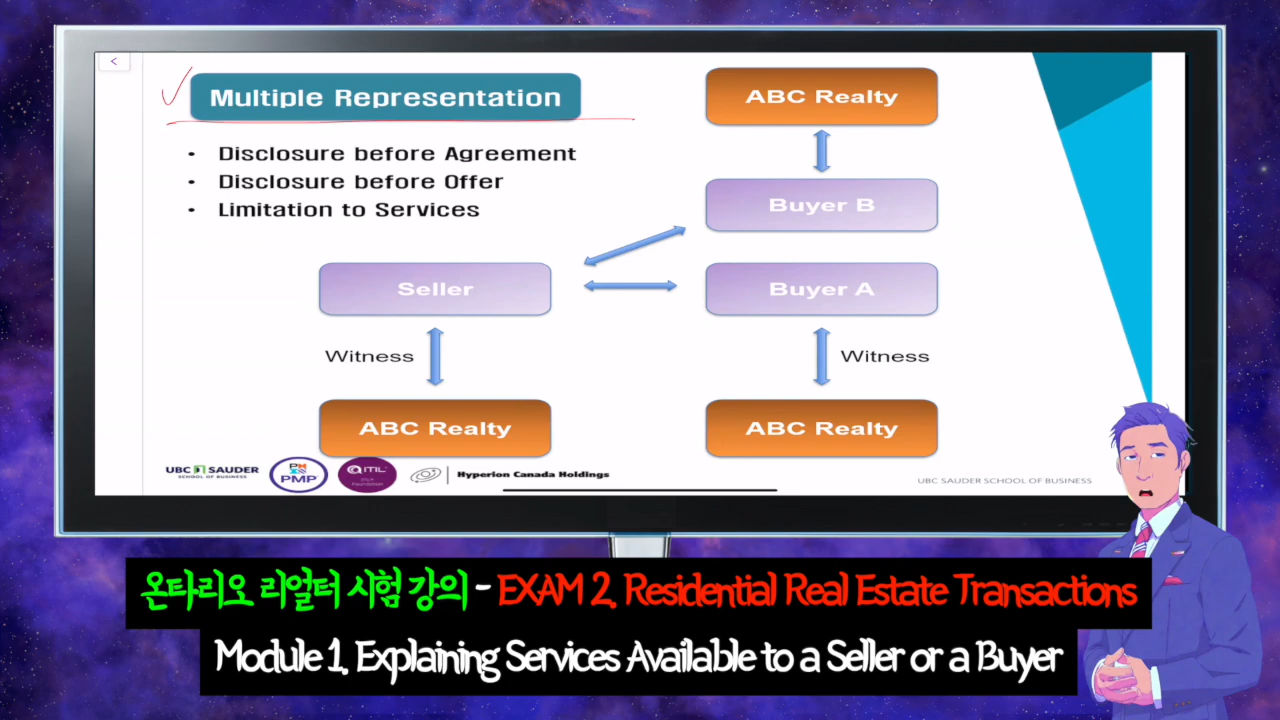 <
Multiple Representation
• Disclosure before Agreement
• Disclosure before Offer
• Limitation to Services
ABC Realty
Buyer B
Seller
Buyer A
Witness
Witness
ABC Realty
ABC Realty
UBC SAUDER
SCHOOL OF BUSINESS
PMP
ITIL
Foundation
Hyperion Canada Holdings
UBC SAUDER SCHOOL OF BUSINESS
온타리오 리얼터 시험 강의 - EXAM 2, Residential Real Estate Transactions
Module 1, Explaining Services Available to a Seller or a Buyer